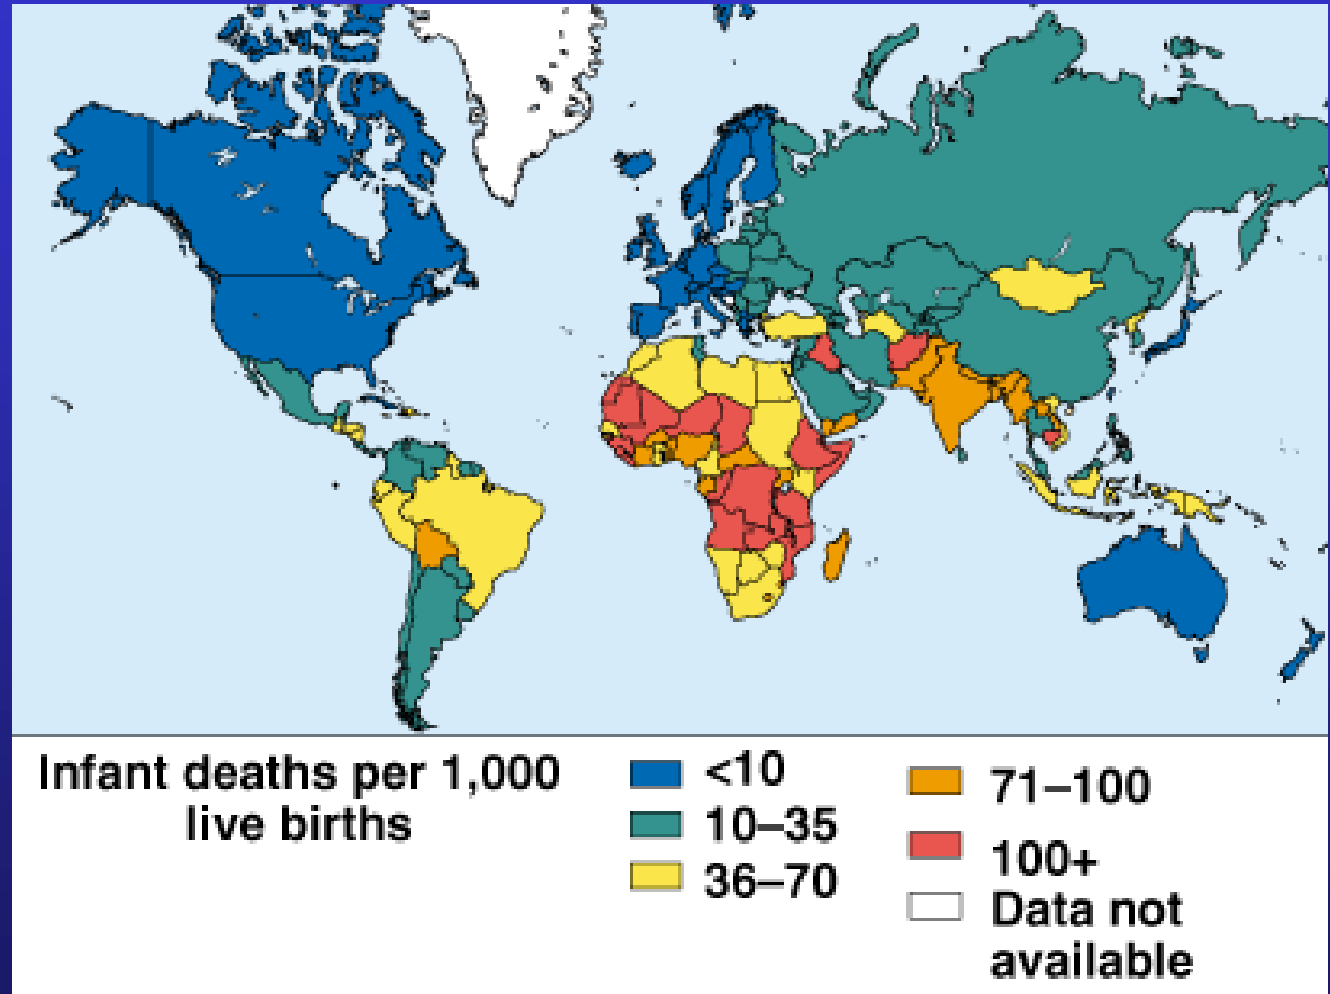 Infant deaths per 1,000
live births
<10
10–35
36–70
71–100
100+
Data not
available